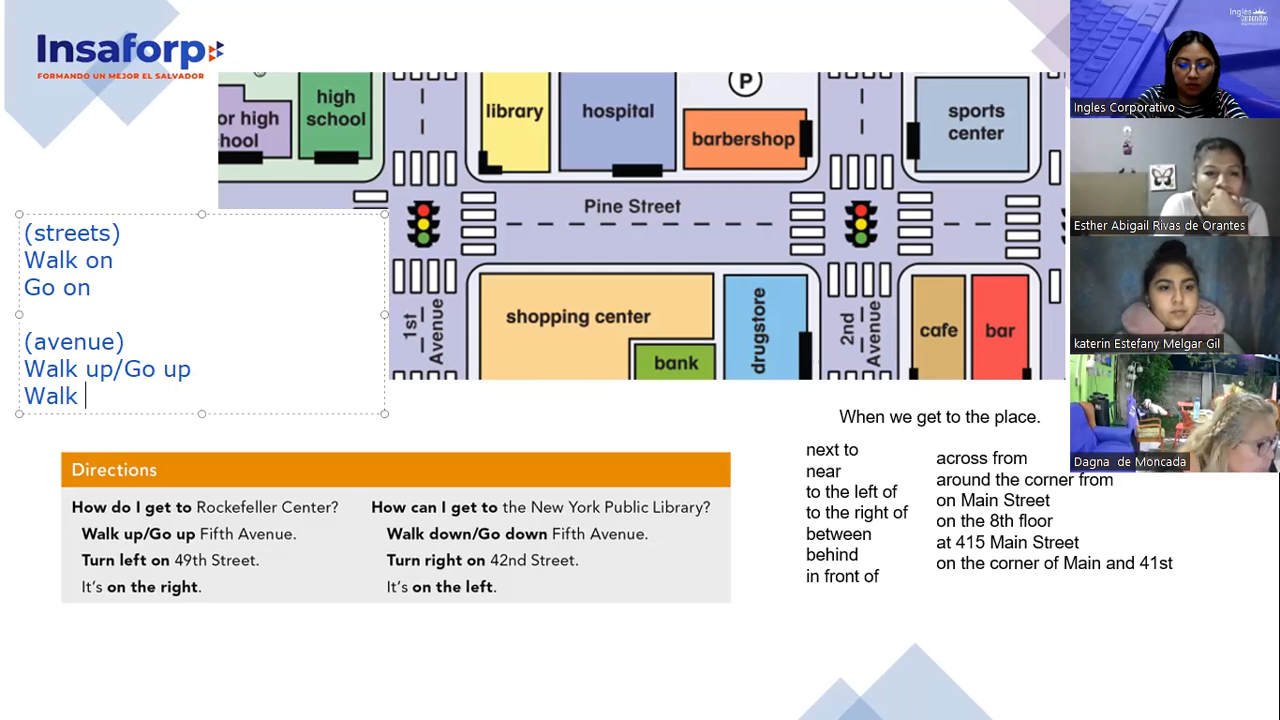 Insaforp
FORMANDO UN MEJOR EL SALVADOR
or high
hool
high
school
library
hospital
P
barbershop
sports
center
Pine Street
shopping center
bank
drugstore
cafe
bar
1st
Avenue
2nd
Avenue
(streets)
Walk on
Go on
(avenue)
Walk up/Go up
Walk
Directions
How do I get to Rockefeller Center?
Walk up/Go up Fifth Avenue.
Turn left on 49th Street.
It's on the right.
How can I get to the New York Public Library?
Walk down/Go down Fifth Avenue.
Turn right on 42nd Street.
It's on the left.
When we get to the place.
next to
near
to the left of
to the right of
between
behind
in front of
across from
around the corner from
on Main Street
on the 8th floor
at 415 Main Street
on the corner of Main and 41st
Ingles
Corporativo
Ingles Corporativo
Esther Abigail Rivas de Orantes
katerin Estefany Melgar Gil
Dagna de Moncada